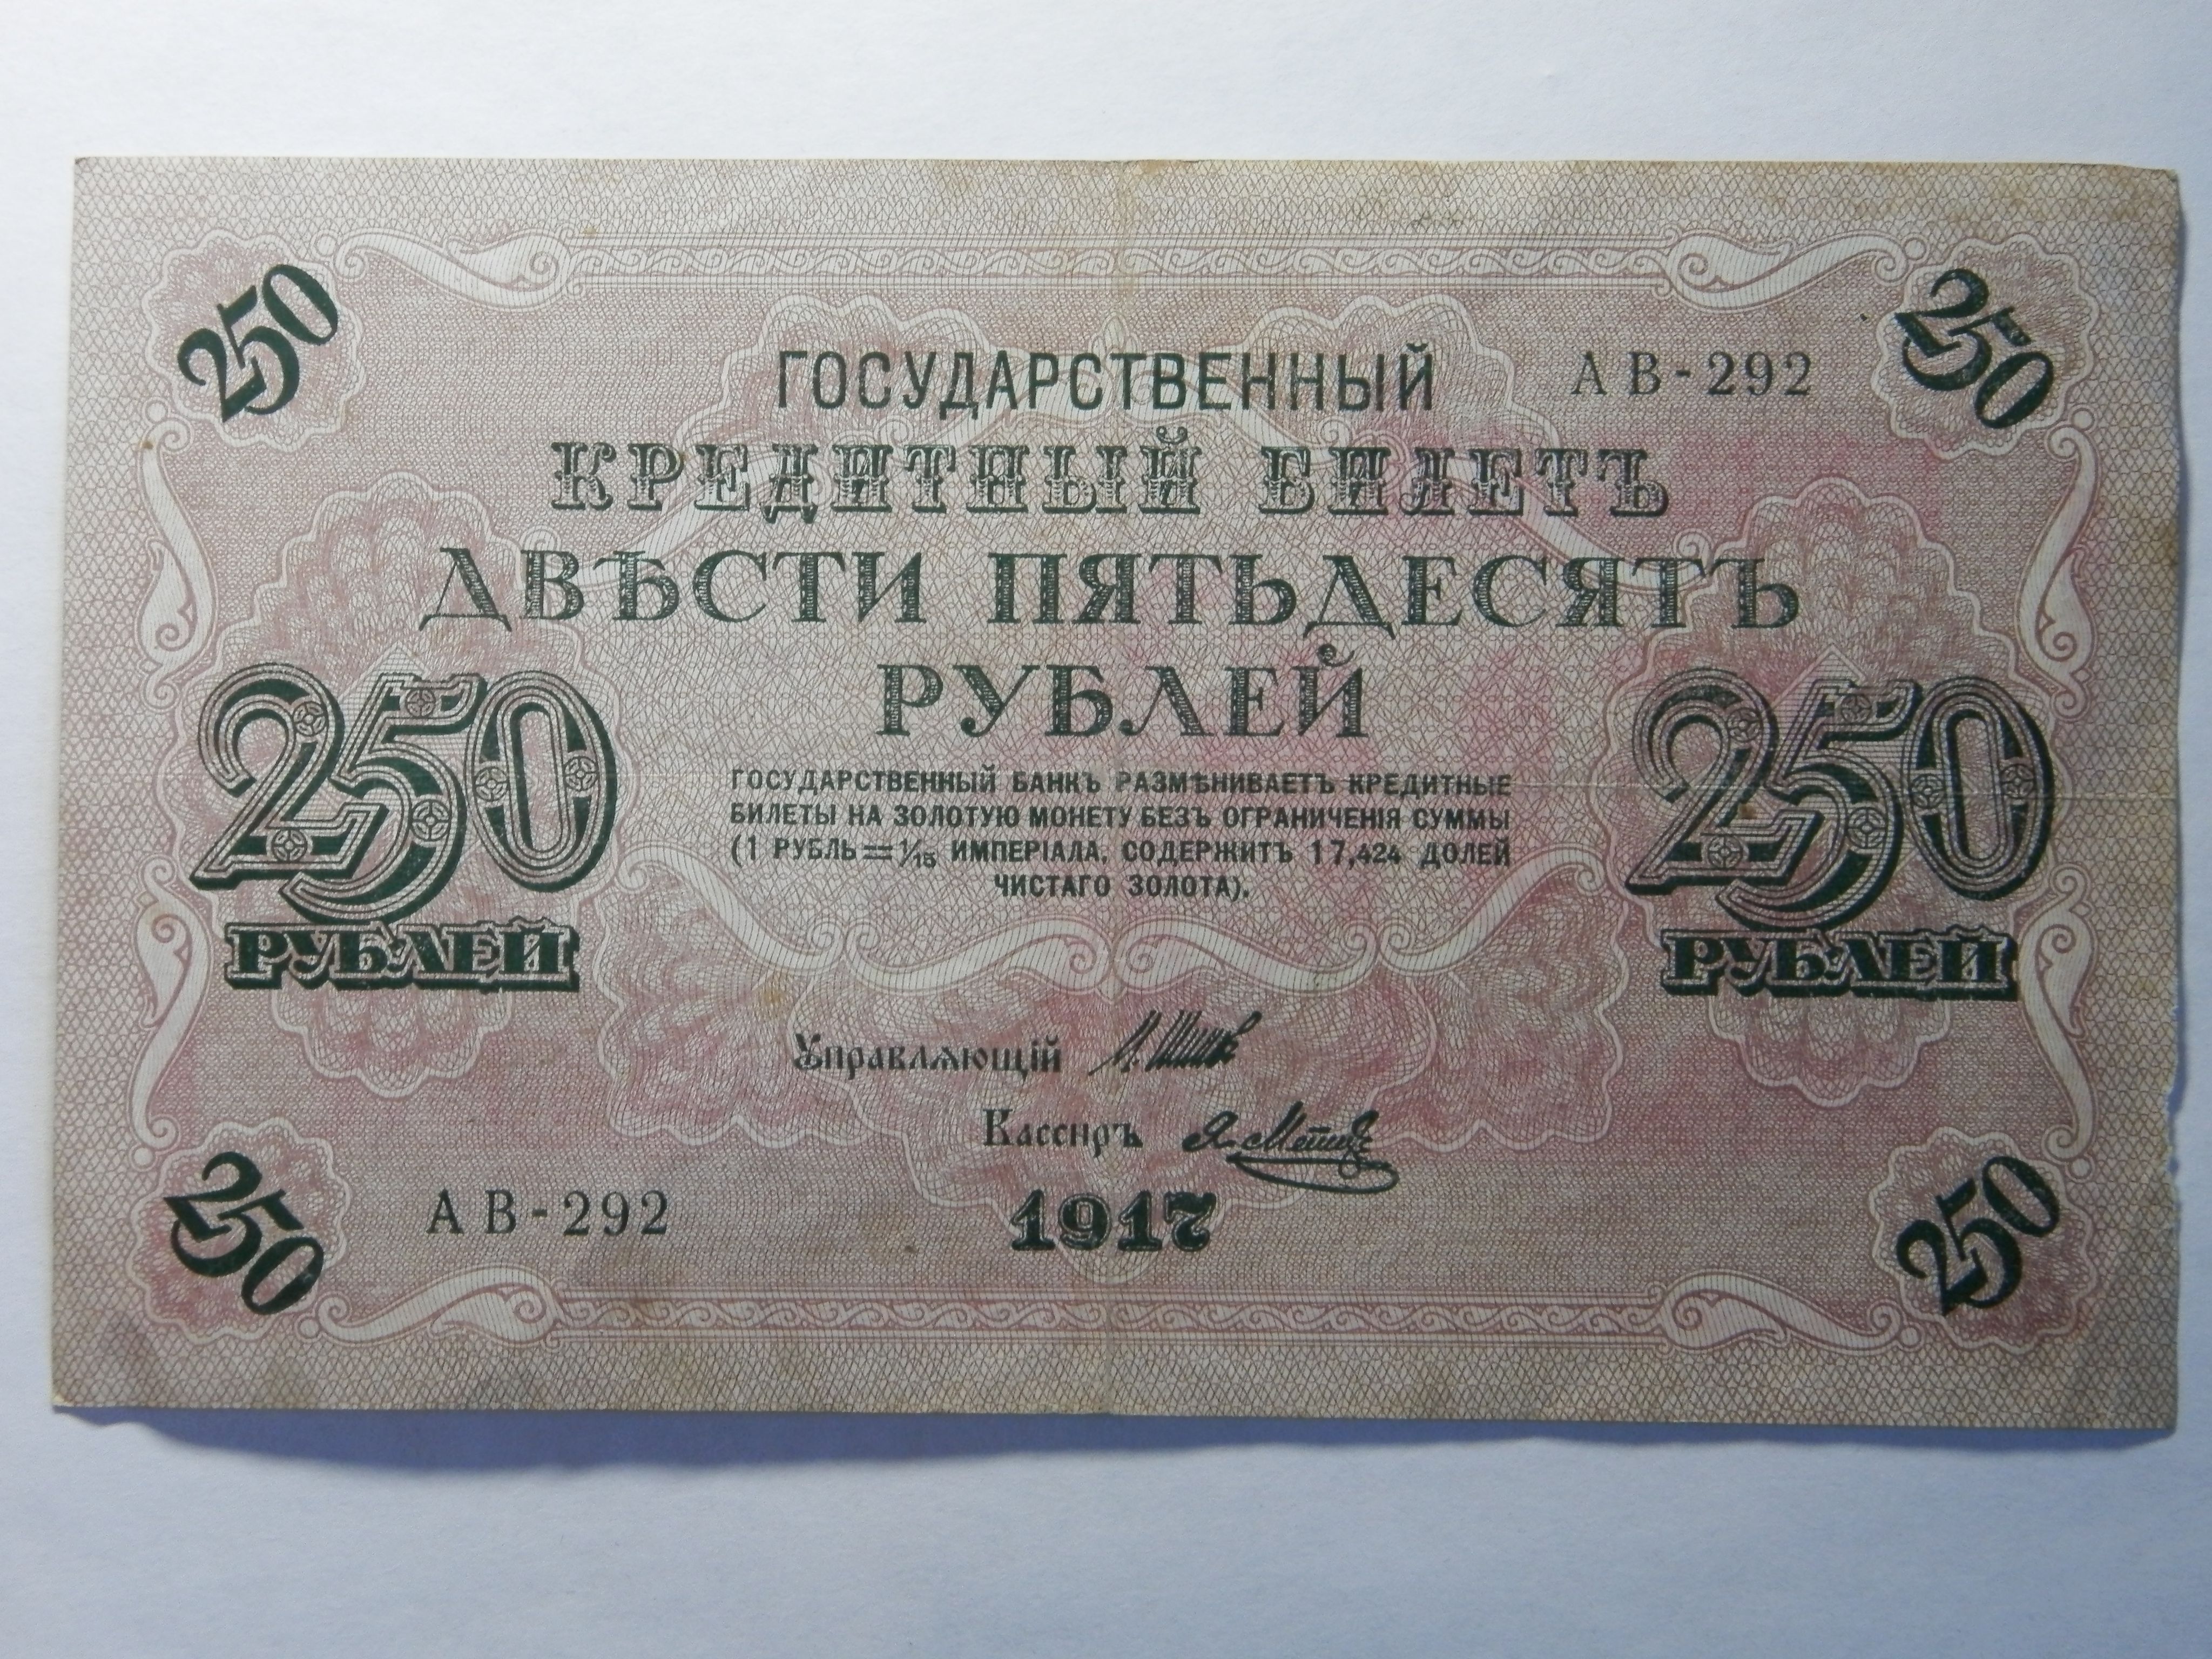 250
250
ГОСУДАРСТВЕННЫЙ
АВ-292
КРЕДИТНЫЙ БИЛЕТЪ
ДВѢСТИ ПЯТЬДЕСЯТЪ
РУБЛЕЙ
250
РУБЛЕЙ
250
РУБЛЕЙ
ГОСУДАРСТВЕННЫЙ БАНКЪ РАЗМѢНИВАЕТЪ КРЕДИТНЫЕ
БИЛЕТЫ НА ЗОЛОТУЮ МОНЕТУ БЕЗЪ ОГРАНИЧЕНІЯ СУММЫ
(1 РУБЛЬ = 1/15 ИМПЕРІАЛА, СОДЕРЖИТЪ 17,424 ДОЛЕЙ
ЧИСТАГО ЗОЛОТА).
Управляющій
Кассиръ
АВ-292
1917
250
250